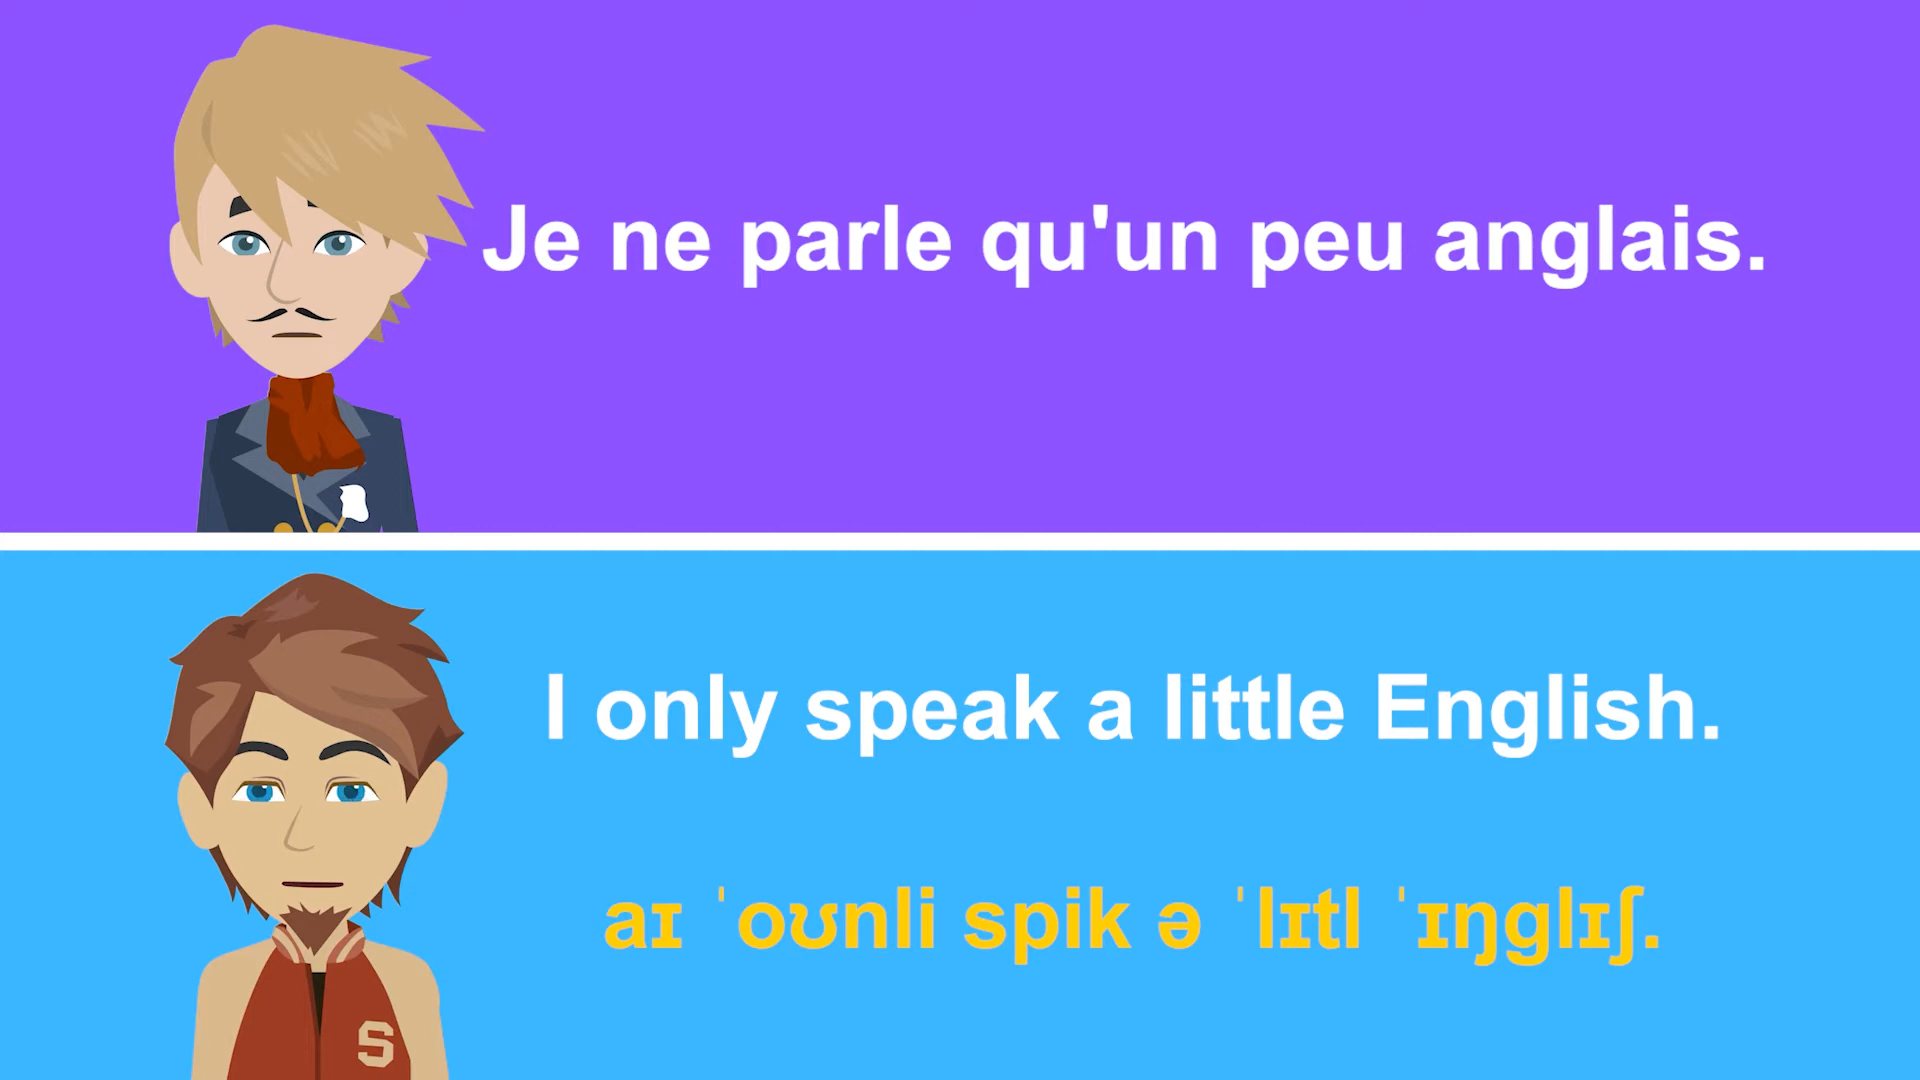 Je ne parle qu'un peu anglais.
I only speak a little English.
aɪ ˈoʊnli spik ə ˈlɪtl ˈɪŋglɪʃ.
S